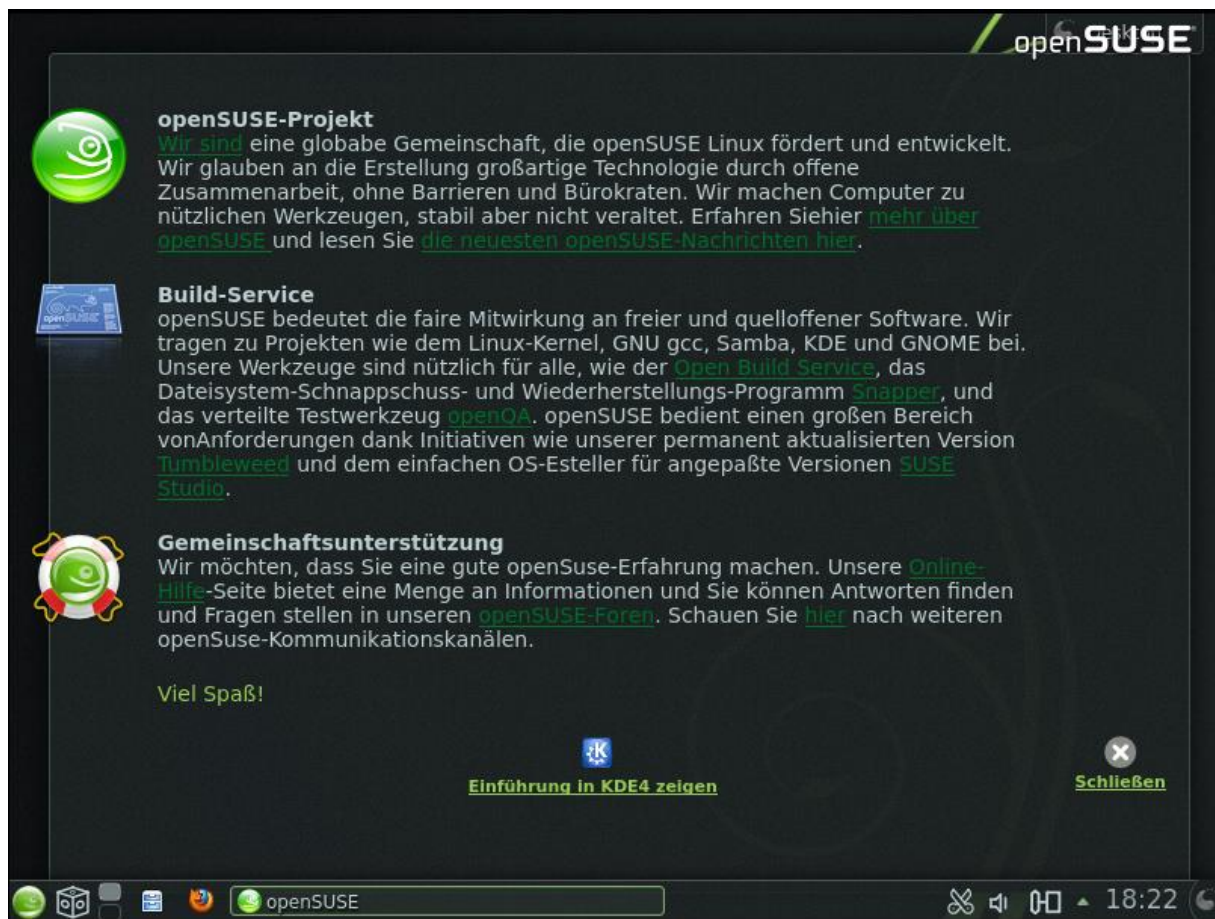 openSUSE
openSUSE-Projekt
Wir sind eine globabe Gemeinschaft, die openSUSE Linux fördert und entwickelt.
Wir glauben an die Erstellung großartige Technologie durch offene
Zusammenarbeit, ohne Barrieren und Bürokraten. Wir machen Computer zu
nützlichen Werkzeugen, stabil aber nicht veraltet. Erfahren Siehier mehr über
openSUSE und lesen Sie die neuesten openSUSE-Nachrichten hier.
Build-Service
openSUSE bedeutet die faire Mitwirkung an freier und quelloffener Software. Wir
tragen zu Projekten wie dem Linux-Kernel, GNU gcc, Samba, KDE und GNOME bei.
Unsere Werkzeuge sind nützlich für alle, wie der Open Build Service, das
Dateisystem-Schnappschuss- und Wiederherstellungs-Programm Snapper, und
das verteilte Testwerkzeug openQA. openSUSE bedient einen großen Bereich
vonAnforderungen dank Initiativen wie unserer permanent aktualisierten Version
Tumbleweed und dem einfachen OS-Esteller für angepaßte Versionen SUSE
Studio.
Gemeinschaftsunterstützung
Wir möchten, dass Sie eine gute openSuse-Erfahrung machen. Unsere Online-
Hilfe-Seite bietet eine Menge an Informationen und Sie können Antworten finden
und Fragen stellen in unseren openSUSE-Foren. Schauen Sie hier nach weiteren
openSuse-Kommunikationskanälen.
Viel Spaß!
Einführung in KDE4 zeigen
Schließen
openSUSE
18:22